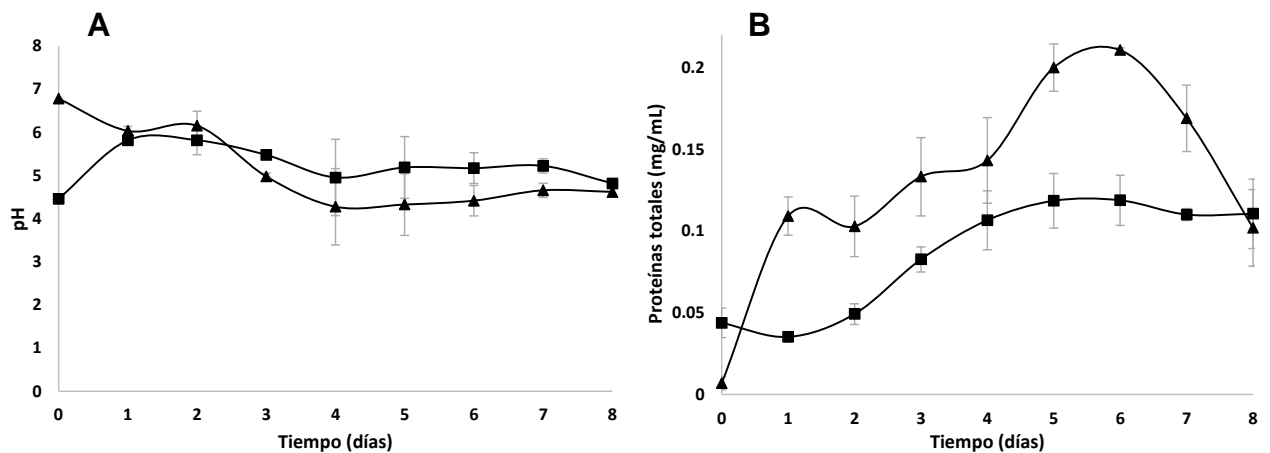 A
8
7
6
5
4
3
2
1
0
pH
0 1 2 3 4 5 6 7 8
Tiempo (días)
B
0.2
0.15
0.1
0.05
0
Proteínas totales (mg/mL)
0 1 2 3 4 5 6 7 8
Tiempo (días)